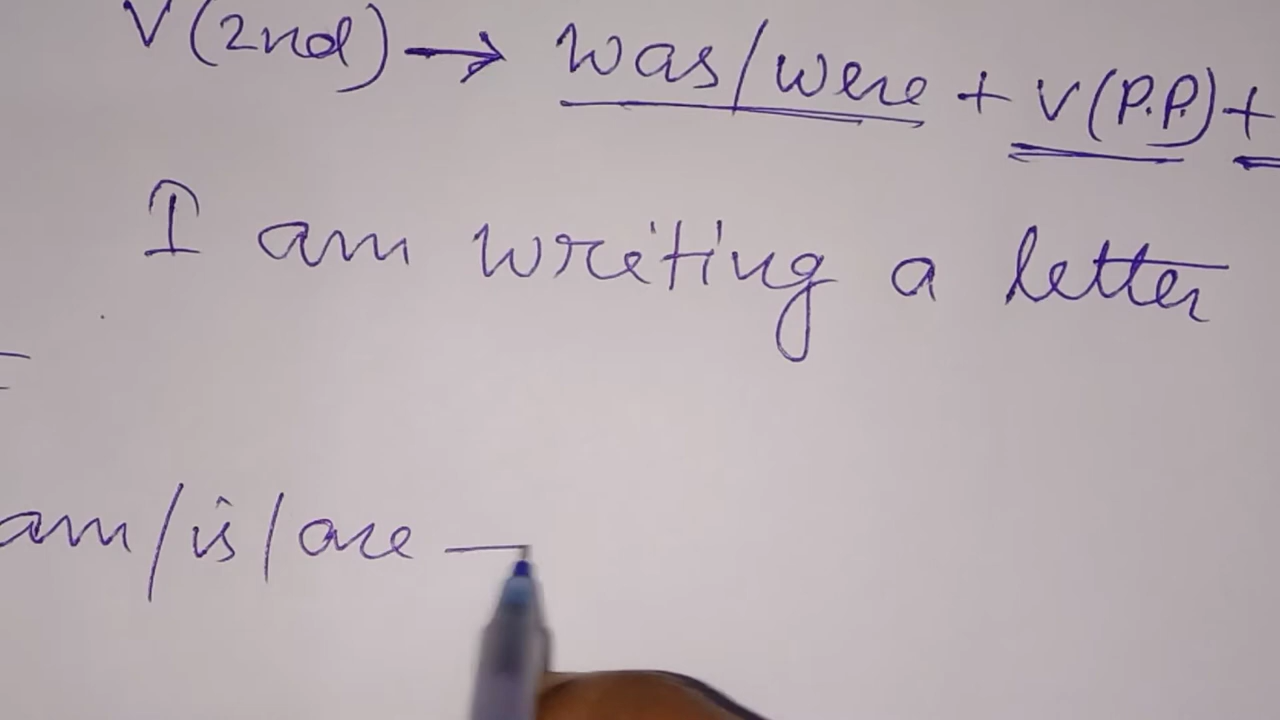 V(2nd) → was/were + v(P.P) +
I am writing a letter
am/is/are —